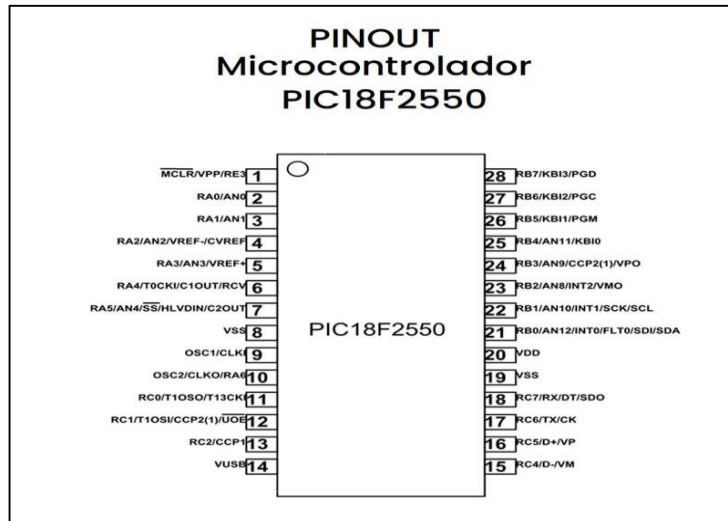 PINOUT
Microcontrolador
PIC18F2550
MCLR/VPP/RE3 1
RA0/AN0 2
RA1/AN1 3
RA2/AN2/VREF-/CVREF 4
RA3/AN3/VREF+ 5
RA4/T0CKI/C1OUT/RCV 6
RA5/AN4/SS/HLVDIN/C2OUT 7
VSS 8
OSC1/CLKI 9
OSC2/CLKO/RA6 10
RC0/T1OSO/T13CKI 11
RC1/T1OSI/CCP2(1)/UOE 12
RC2/CCP1 13
VUSB 14
PIC18F2550
28 RB7/KBI3/PGD
27 RB6/KBI2/PGC
26 RB5/KBI1/PGM
25 RB4/AN11/KBI0
24 RB3/AN9/CCP2(1)/VPO
23 RB2/AN8/INT2/VMO
22 RB1/AN10/INT1/SCK/SCL
21 RB0/AN12/INT0/FLT0/SDI/SDA
20 VDD
19 VSS
18 RC7/RX/DT/SDO
17 RC6/TX/CK
16 RC5/D+/VP
15 RC4/D-/VM